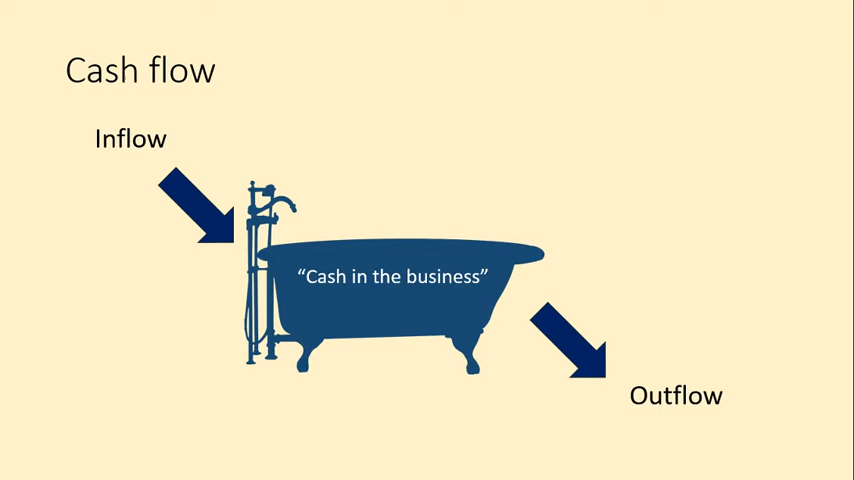 Cash flow
Inflow
“Cash in the business”
Outflow